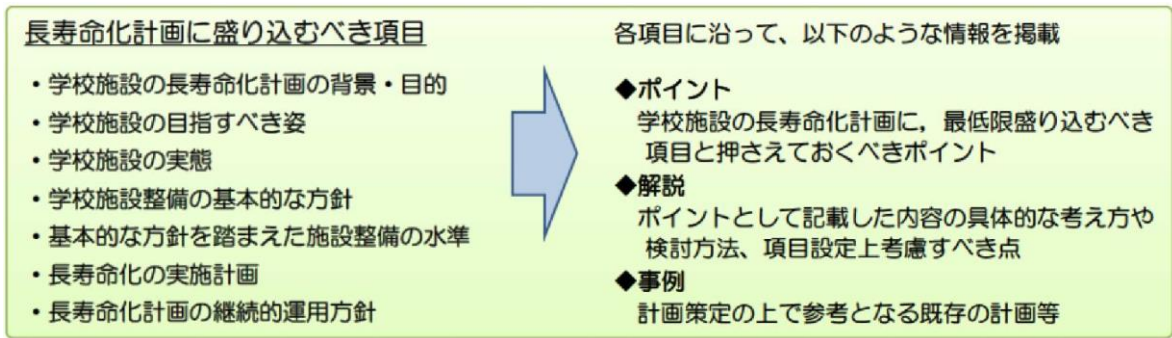 長寿命化計画に盛り込むべき項目
・学校施設の長寿命化計画の背景・目的
・学校施設の目指すべき姿
・学校施設の実態
・学校施設整備の基本的な方針
・基本的な方針を踏まえた施設整備の水準
・長寿命化の実施計画
・長寿命化計画の継続的運用方針
各項目に沿って、以下のような情報を掲載
◆ポイント
学校施設の長寿命化計画に，最低限盛り込むべき
項目と押さえておくべきポイント
◆解説
ポイントとして記載した内容の具体的な考え方や
検討方法、項目設定上考慮すべき点
◆事例
計画策定の上で参考となる既存の計画等